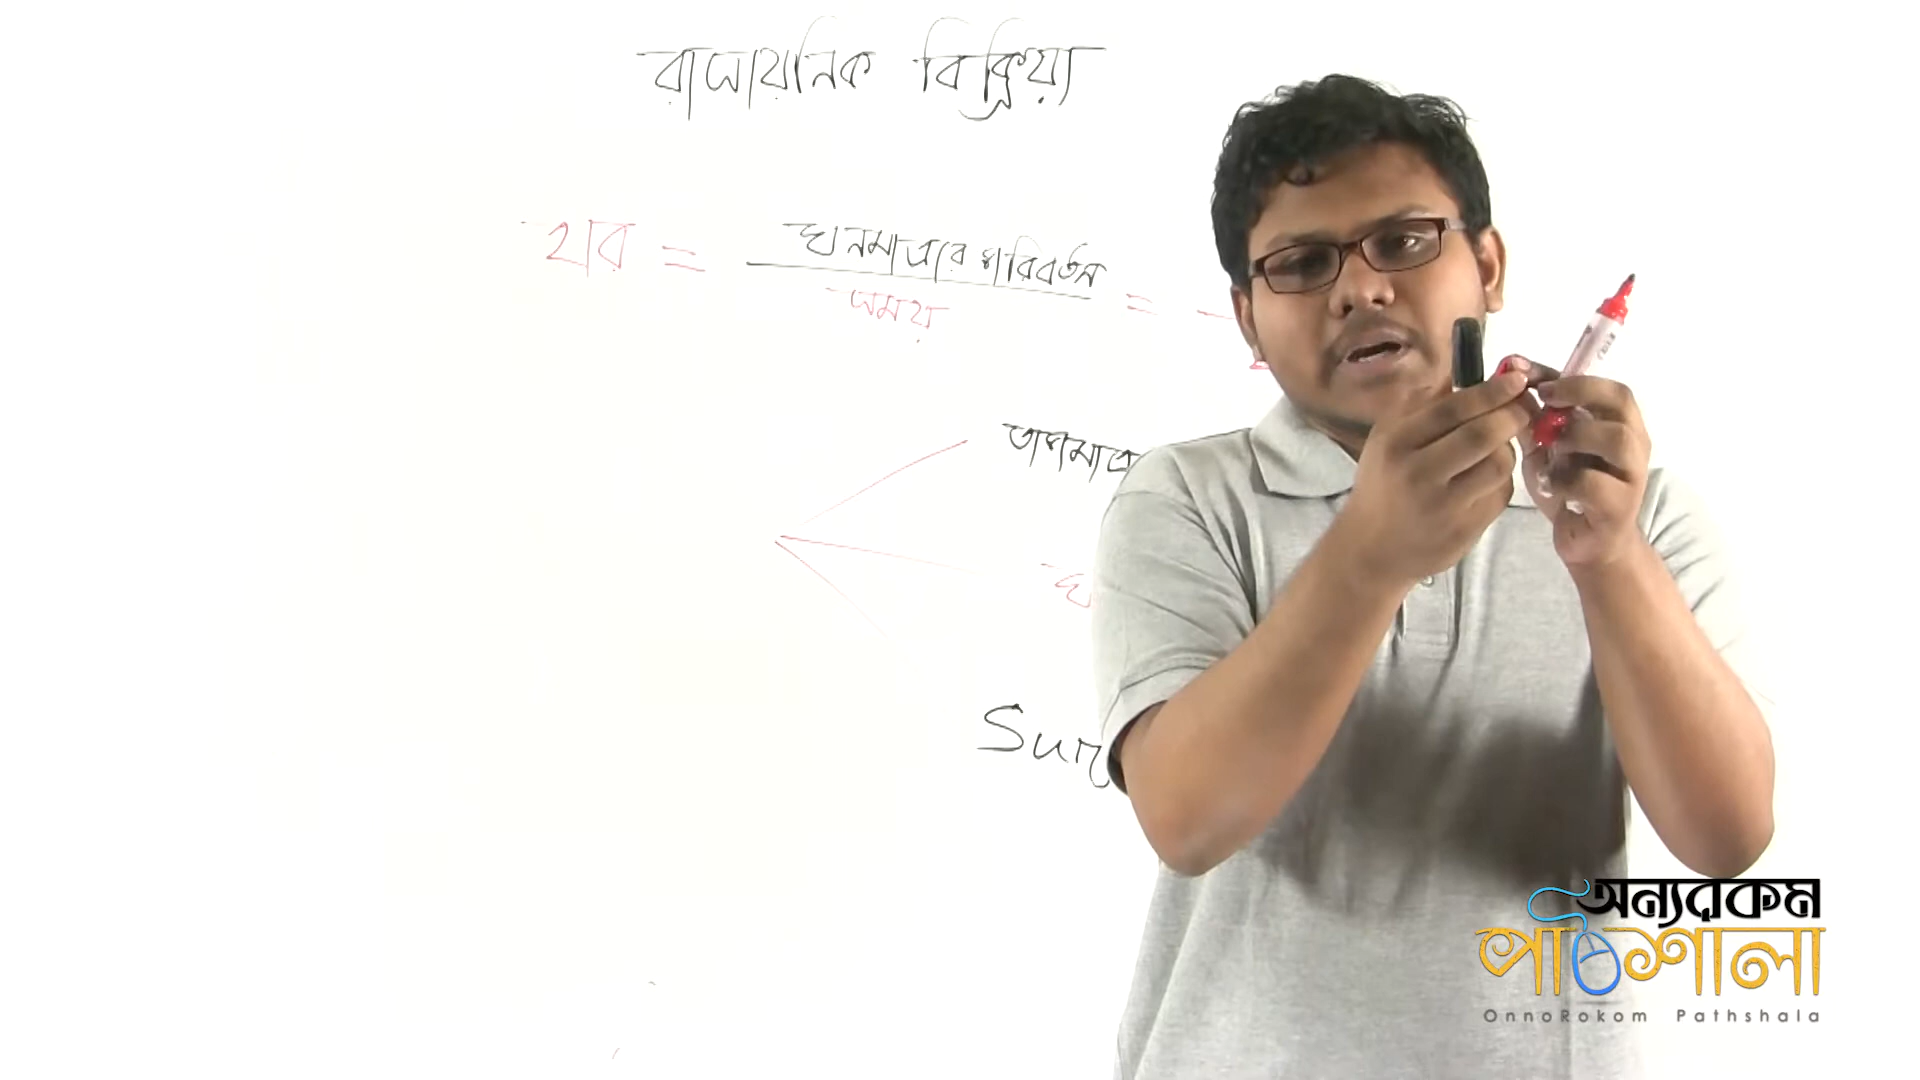 রাসায়নিক বিক্রিয়া
হার = ঘনমাত্রার পরিবর্তন =
সময়
তাপমাত্র
ঘ
Sur
অন্যরকম
পাঠশালা
OnnoRokom Pathshala